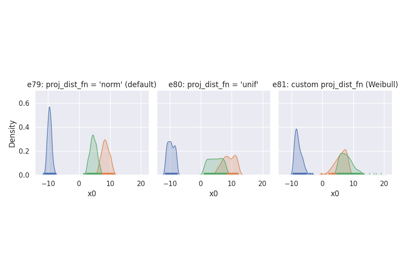 e79: proj_dist_fn = 'norm' (default)
e80: proj_dist_fn = 'unif'
e81: custom proj_dist_fn (Weibull)
Density
0.6
0.4
0.2
0.0
−10 0 10 20
−10 0 10 20
−10 0 10 20
x0
x0
x0